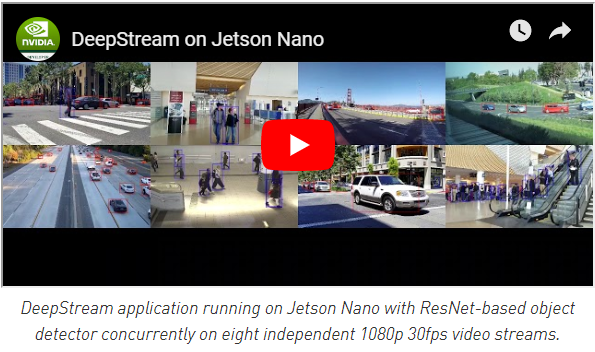 NVIDIA.
DEVELOPER
DeepStream on Jetson Nano
DeepStream application running on Jetson Nano with ResNet-based object
detector concurrently on eight independent 1080p 30fps video streams.